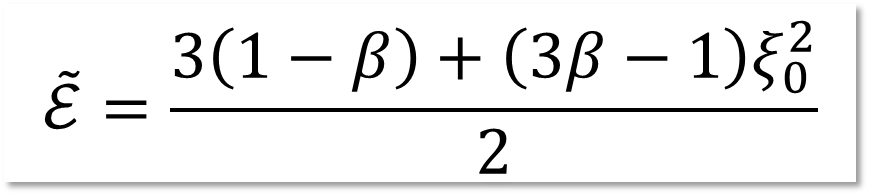 ε̃ = (3(1 − β) + (3β − 1)ξ₀²) / 2